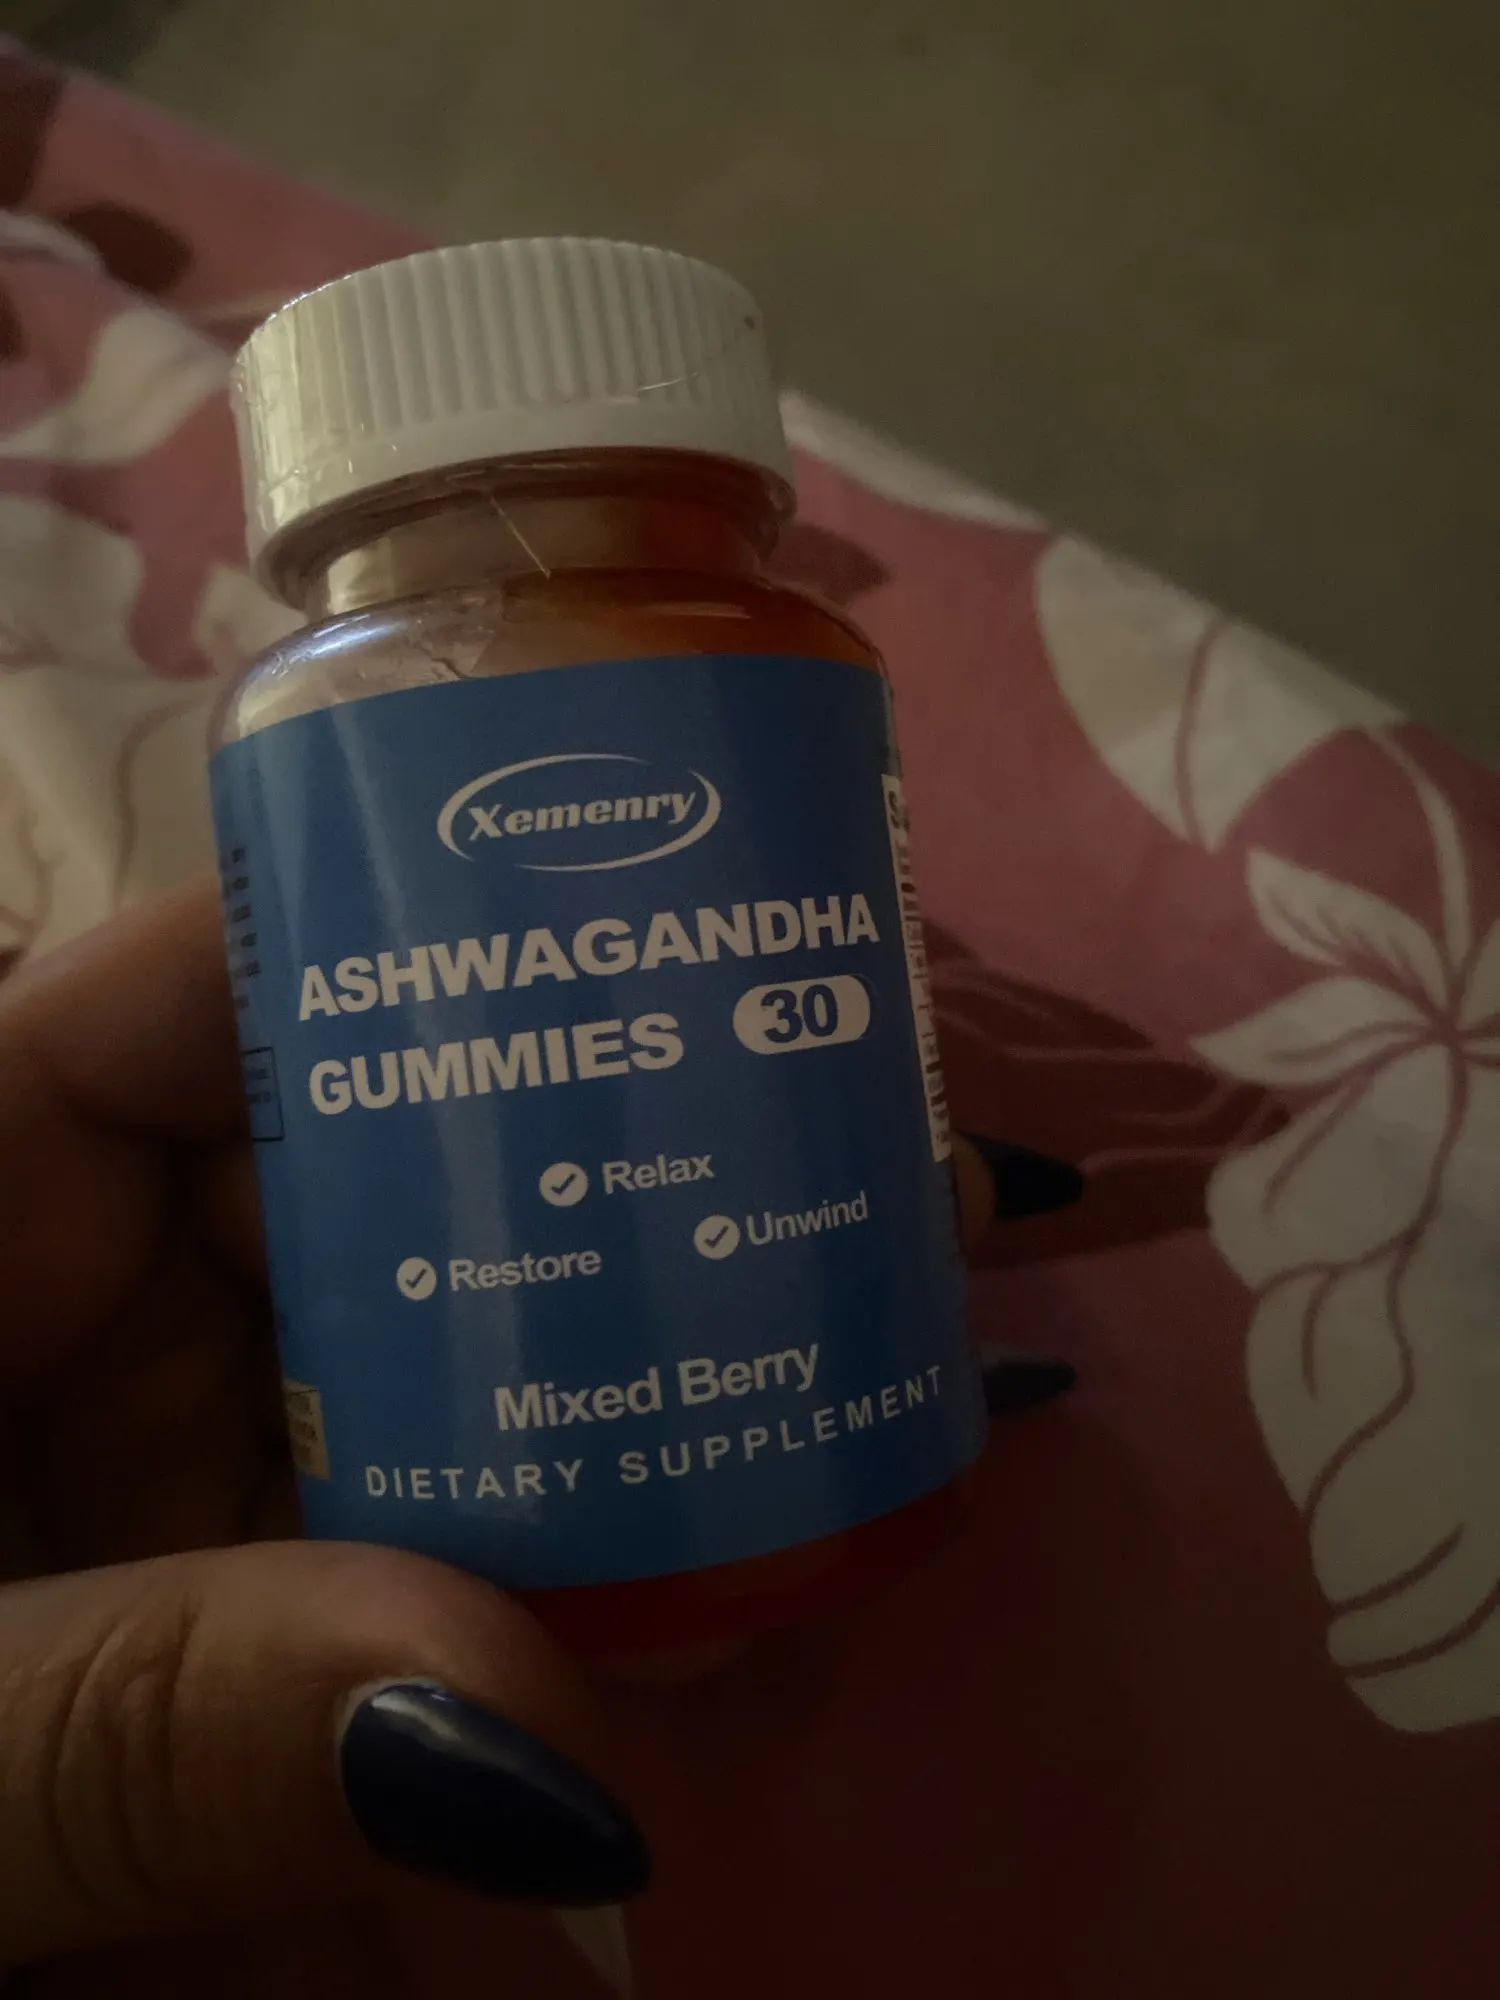 Xemenry
ASHWAGANDHA
GUMMIES 30
Relax
Restore Unwind
Mixed Berry
DIETARY SUPPLEMENT